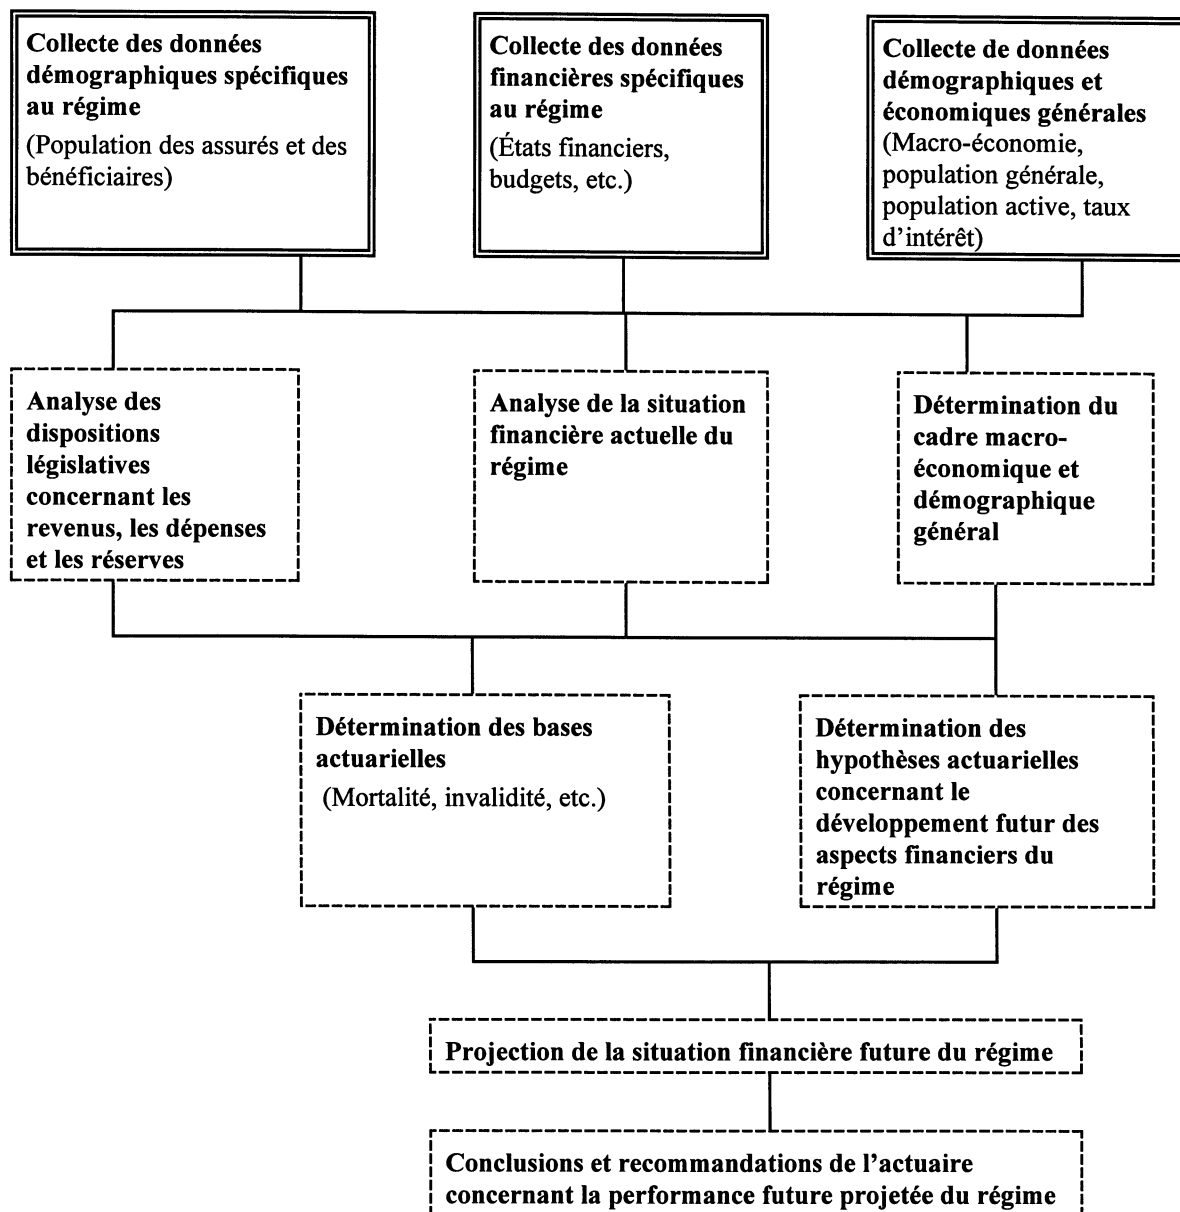 Collecte des données
démographiques spécifiques
au régime
(Population des assurés et des
bénéficiaires)
Collecte des données
financières spécifiques
au régime
(États financiers,
budgets, etc.)
Collecte de données
démographiques et
économiques générales
(Macro-économie,
population générale,
population active, taux
d'intérêt)
Analyse des
dispositions
législatives
concernant les
revenus, les dépenses
et les réserves
Analyse de la situation
financière actuelle du
régime
Détermination du
cadre macro-
économique et
démographique
général
Détermination des bases
actuarielles
(Mortalité, invalidité, etc.)
Détermination des
hypothèses actuarielles
concernant le
développement futur des
aspects financiers du
régime
Projection de la situation financière future du régime
Conclusions et recommandations de l'actuaire
concernant la performance future projetée du régime